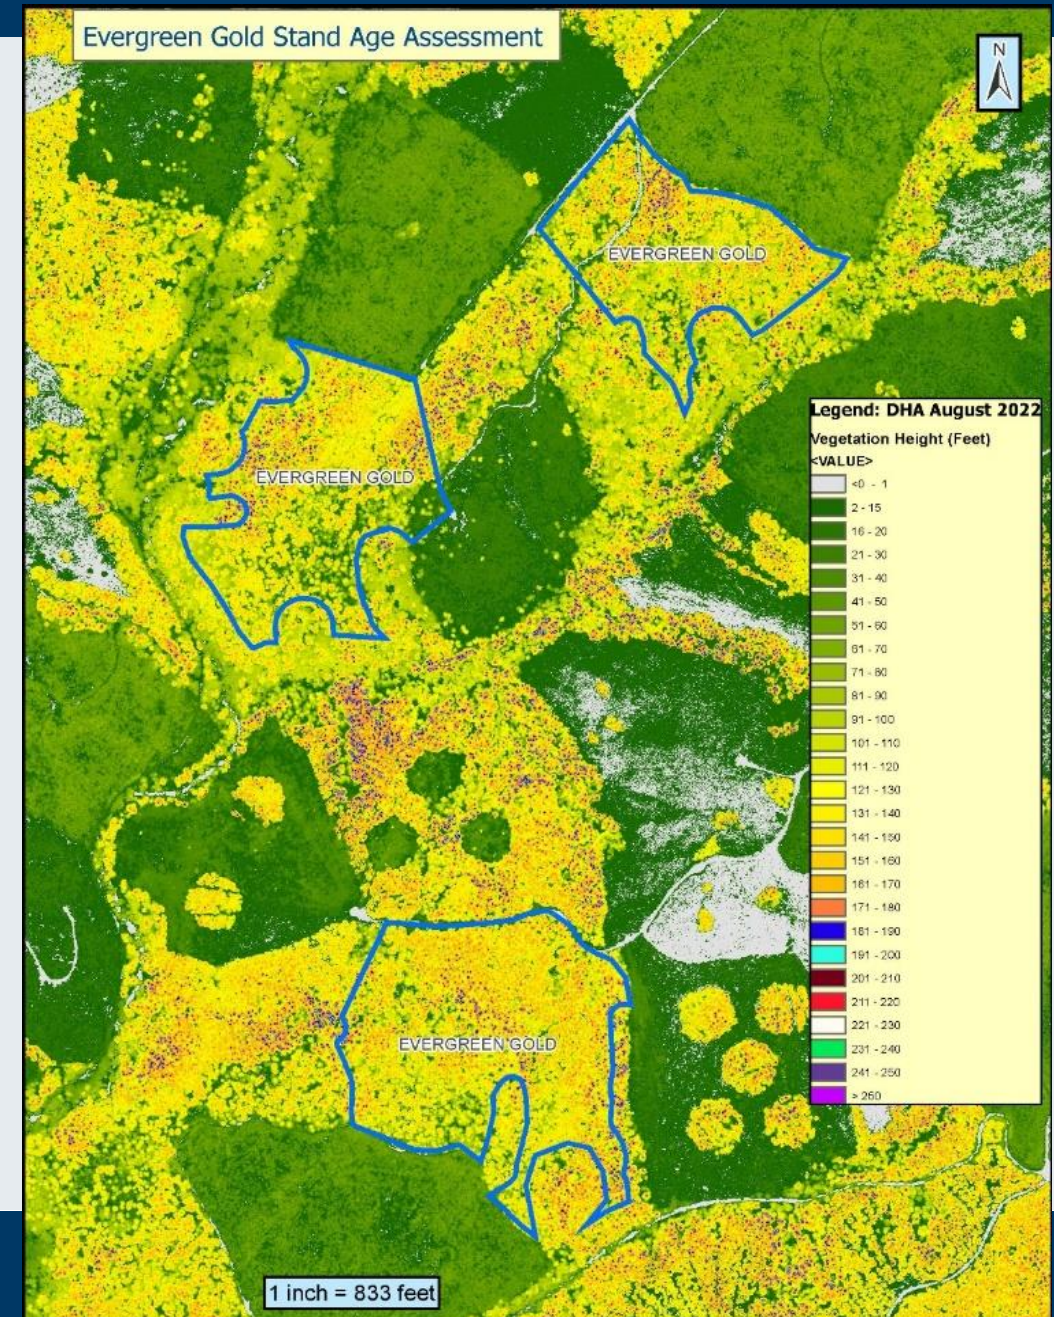 Evergreen Gold Stand Age Assessment
N
EVERGREEN GOLD
EVERGREEN GOLD
EVERGREEN GOLD
Legend: DHA August 2022
Vegetation Height (Feet)
<VALUE>
<0 - 1
2 - 15
16 - 20
21 - 30
31 - 40
41 - 50
51 - 60
61 - 70
71 - 80
81 - 90
91 - 100
101 - 110
111 - 120
121 - 130
131 - 140
141 - 150
151 - 160
161 - 170
171 - 180
181 - 190
191 - 200
201 - 210
211 - 220
221 - 230
231 - 240
241 - 250
> 250
1 inch = 833 feet